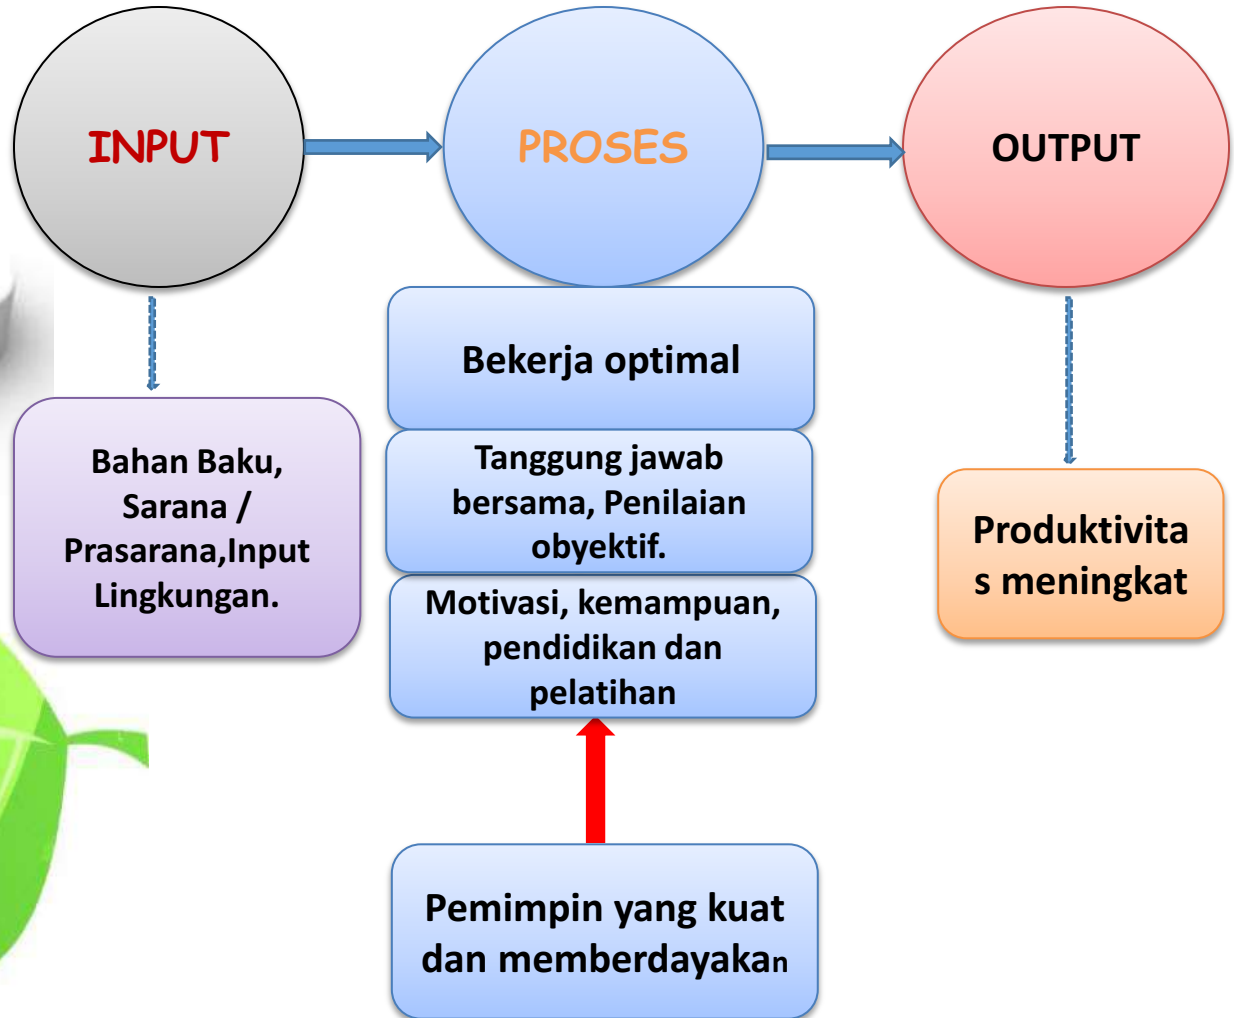 INPUT
PROSES
OUTPUT
Bekerja optimal
Bahan Baku,
Sarana /
Prasarana,Input
Lingkungan.
Tanggung jawab
bersama, Penilaian
obyektif.
Produktivita
s meningkat
Motivasi, kemampuan,
pendidikan dan
pelatihan
Pemimpin yang kuat
dan memberdayakan